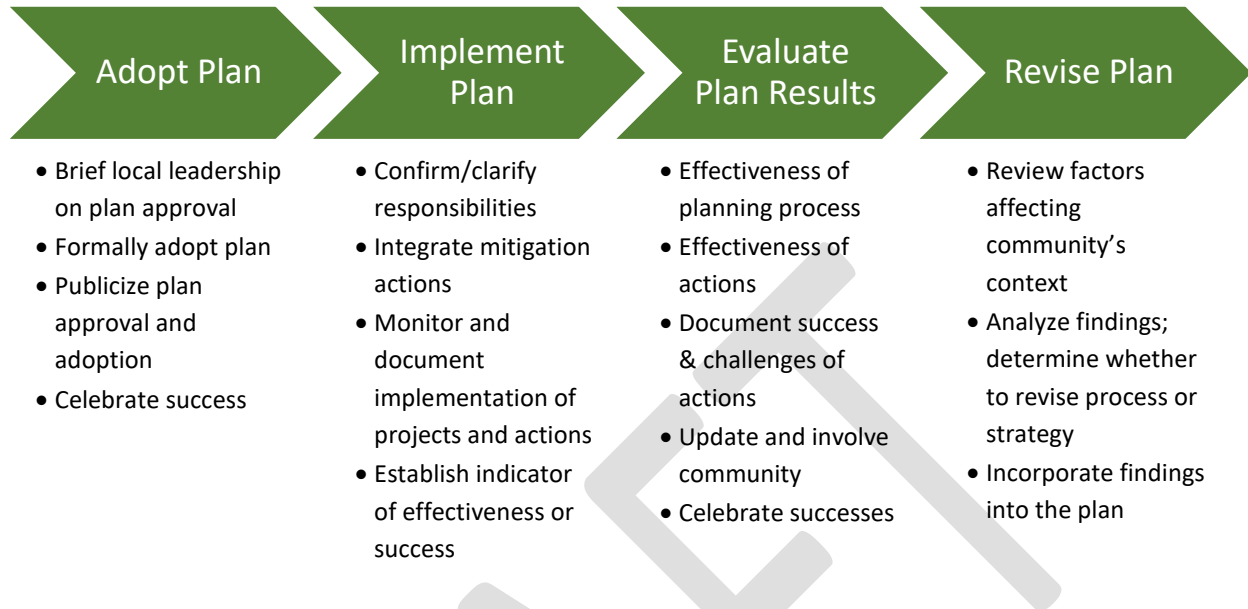 Adopt Plan
Implement
Plan
Evaluate
Plan Results
Revise Plan
• Brief local leadership
on plan approval
• Formally adopt plan
• Publicize plan
approval and
adoption
• Celebrate success
• Confirm/clarify
responsibilities
• Integrate mitigation
actions
• Monitor and
document
implementation of
projects and actions
• Establish indicator
of effectiveness or
success
• Effectiveness of
planning process
• Effectiveness of
actions
• Document success
& challenges of
actions
• Update and involve
community
• Celebrate successes
• Review factors
affecting
community’s
context
• Analyze findings;
determine whether
to revise process or
strategy
• Incorporate findings
into the plan